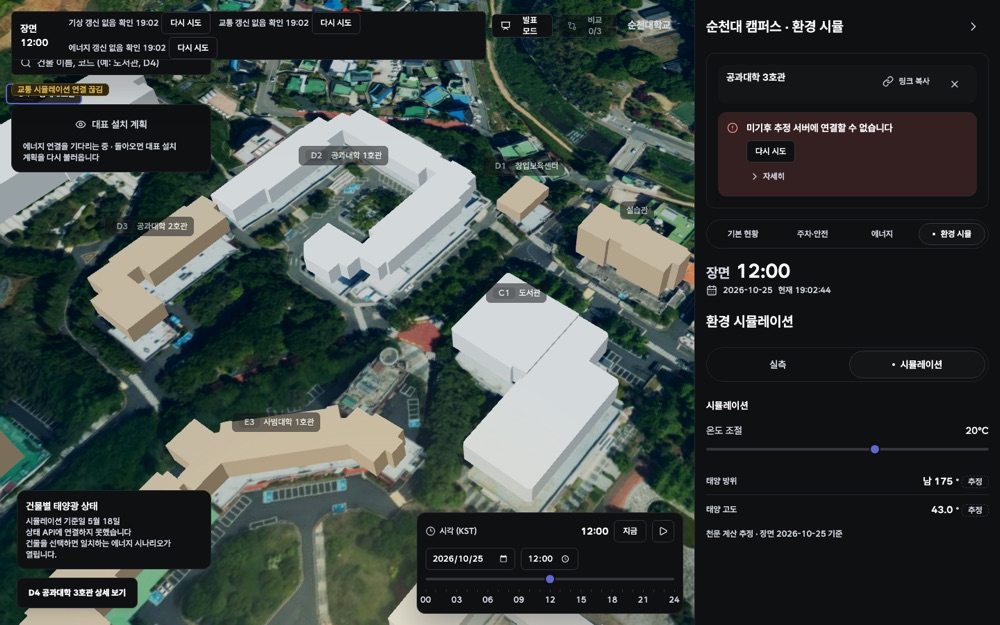 장면
12:00
기상 갱신 없음 확인 19:02 다시 시도 교통 갱신 없음 확인 19:02 다시 시도
에너지 갱신 없음 확인 19:02 다시 시도
발표 모드
비교 0/3
순천대학교
건물 이름, 코드 (예: 도서관, D4)
교통 시뮬레이션 연결 끊김
대표 설치 계획
에너지 연결을 기다리는 중 · 돌아오면 대표 설치
계획을 다시 불러옵니다
D2 공과대학 1호관
D1 창업보육센터
실습관
D3 공과대학 2호관
C1 도서관
E3 사범대학 1호관
건물별 태양광 상태
시뮬레이션 기준일 5월 18일
상태 API에 연결하지 못했습니다
건물을 선택하면 일치하는 에너지 시나리오가
열립니다.
D4 공과대학 3호관 상세 보기
시각 (KST) 12:00 지금
2026/10/25 12:00
00 03 06 09 12 15 18 21 24
순천대 캠퍼스 · 환경 시뮬
공과대학 3호관 링크 복사
미기후 추정 서버에 연결할 수 없습니다
다시 시도
자세히
기본 현황 주차·안전 에너지 • 환경 시뮬
장면 12:00
2026-10-25 현재 19:02:44
환경 시뮬레이션
실측 • 시뮬레이션
시뮬레이션
온도 조절 20°C
태양 방위 남 175 ° 추정
태양 고도 43.0 ° 추정
천문 계산 추정 · 장면 2026-10-25 기준